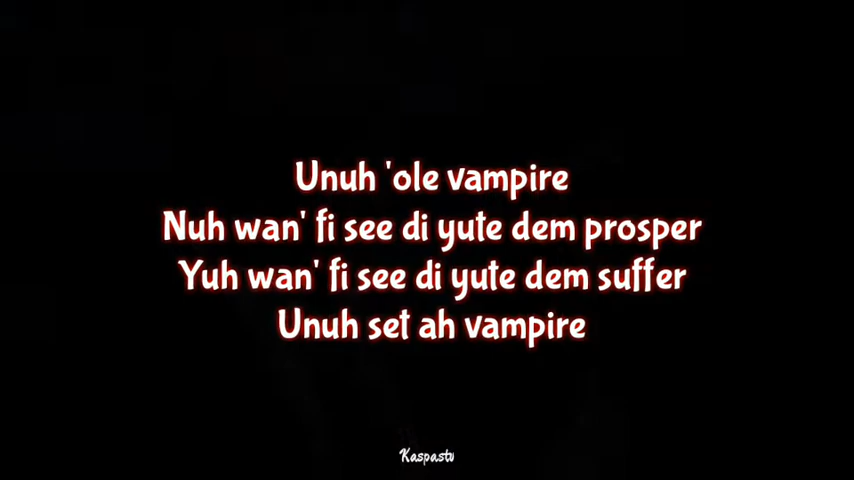 Unuh 'ole vampire
Nuh wan' fi see di yute dem prosper
Yuh wan' fi see di yute dem suffer
Unuh set ah vampire
Kaspastv